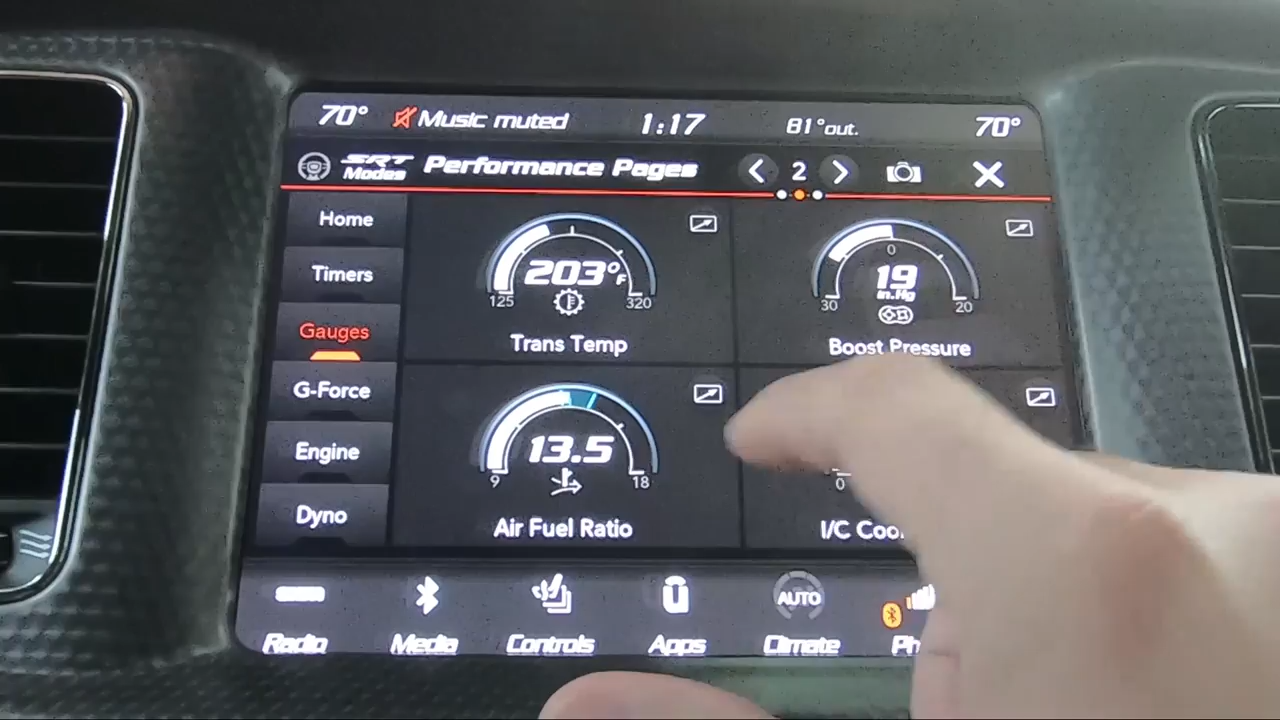 70° Music muted 1:17 81°out. 70°
SRT Modes Performance Pages 2
Home
Timers
Gauges
G-Force
Engine
Dyno
203°F
125 320
Trans Temp
0
19
in.Hg
30 20
Boost Pressure
13.5
9 18
Air Fuel Ratio
0
I/C Coo
AUTO
Radio Media Controls Apps Climate Ph